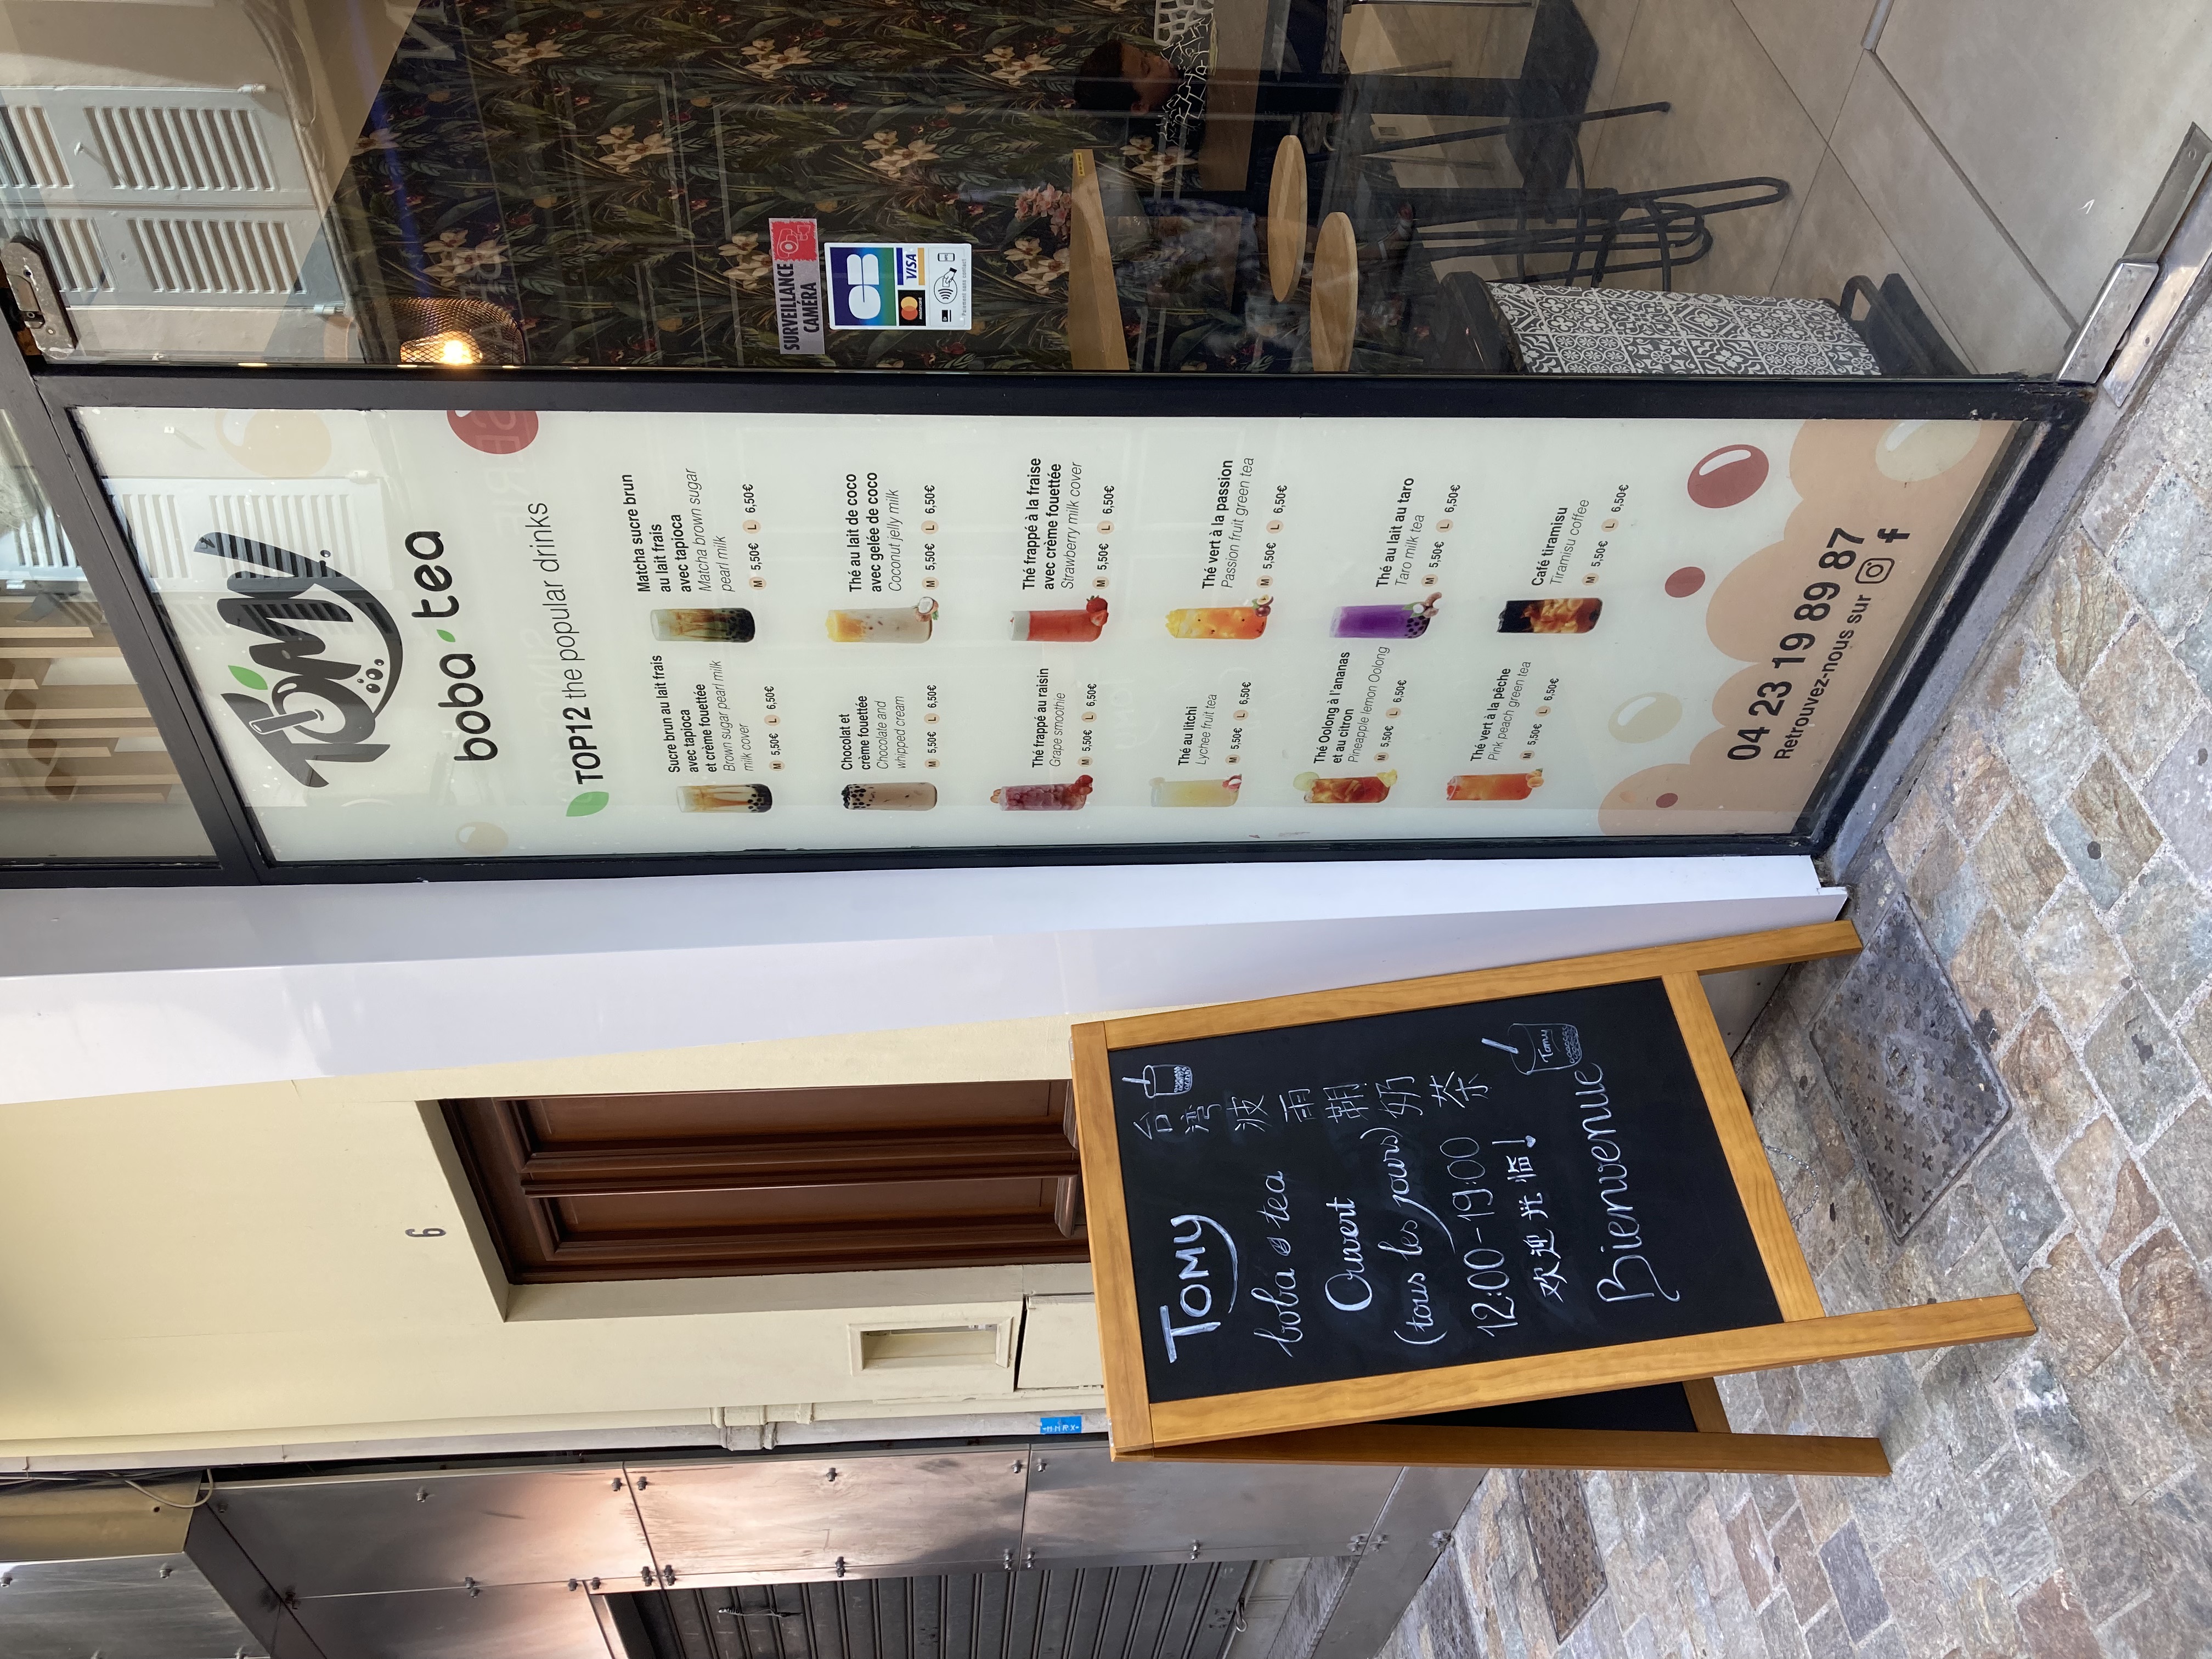 6
TOMY
boba tea
Ouvert
(tous les jours)
12:00-19:00
欢迎光临!
Bienvenue
台湾波雨鞘奶茶
Tomy
TOMY
boba tea
TOP12 the popular drinks
Sucre brun au lait frais
avec tapioca
et crème fouettée
Brown sugar pearl milk
milk cover
M 5,50€ L 6,50€
Matcha sucre brun
au lait frais
avec tapioca
Matcha brown sugar
pearl milk
M 5,50€ L 6,50€
Chocolat et
crème fouettée
Chocolate and
whipped cream
M 5,50€ L 6,50€
Thé au lait de coco
avec gelée de coco
Coconut jelly milk
M 5,50€ L 6,50€
Thé frappé au raisin
Grape smoothie
M 5,50€ L 6,50€
Thé frappé à la fraise
avec crème fouettée
Strawberry milk cover
M 5,50€ L 6,50€
Thé au litchi
Lychee fruit tea
M 5,50€ L 6,50€
Thé vert à la passion
Passion fruit green tea
M 5,50€ L 6,50€
Thé Oolong à l'ananas
et au citron
Pineapple lemon Oolong
M 5,50€ L 6,50€
Thé au lait au taro
Taro milk tea
M 5,50€ L 6,50€
Thé vert à la pêche
Pink peach green tea
M 5,50€ L 6,50€
Café tiramisu
Tiramisu coffee
M 5,50€ L 6,50€
04 23 19 89 87
Retrouvez-nous sur
SURVEILLANCE
CAMÉRA
CB
mastercard VISA
Paiement sans contact